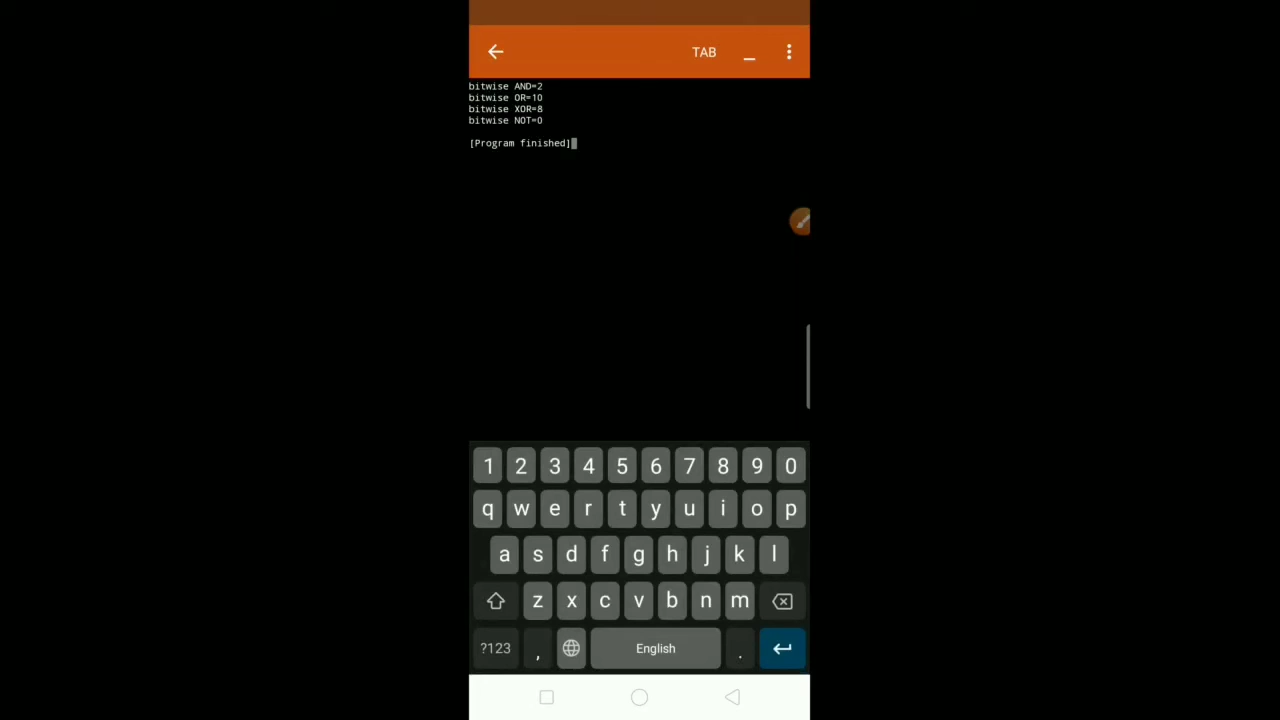 TAB _
bitwise AND=2
bitwise OR=10
bitwise XOR=8
bitwise NOT=0
[Program finished]
1 2 3 4 5 6 7 8 9 0
q w e r t y u i o p
a s d f g h j k l
z x c v b n m
?123 , English .